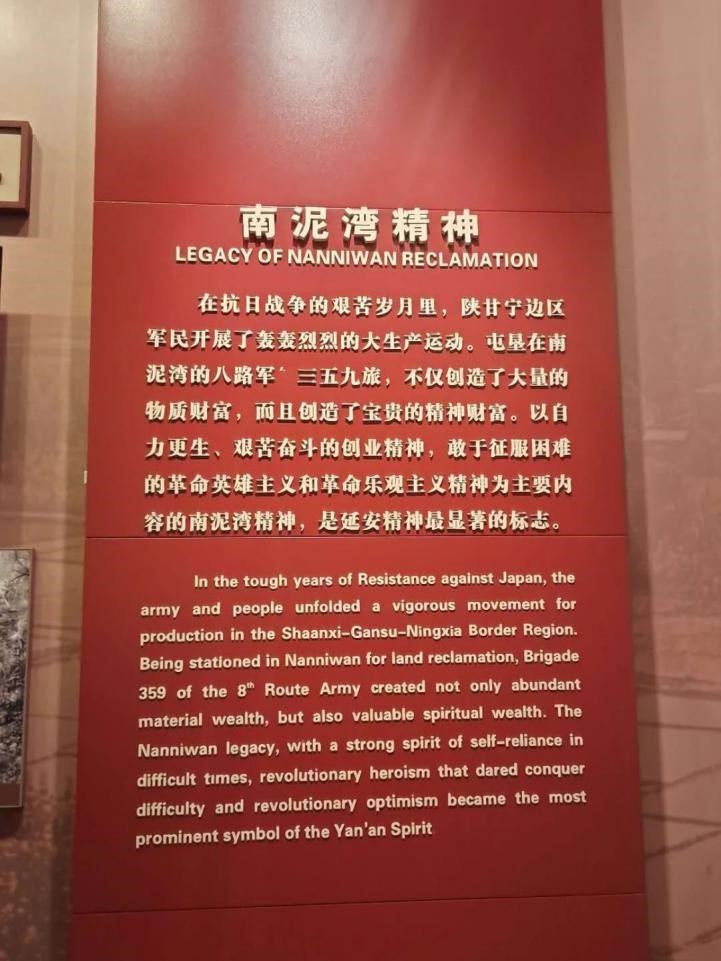 南泥湾精神
LEGACY OF NANNIWAN RECLAMATION
在抗日战争的艰苦岁月里，陕甘宁边区
军民开展了轰轰烈烈的大生产运动。屯垦在南
泥湾的八路军 三五九旅，不仅创造了大量的
物质财富，而且创造了宝贵的精神财富。以自
力更生、艰苦奋斗的创业精神，敢于征服困难
的革命英雄主义和革命乐观主义精神为主要内
容的南泥湾精神，是延安精神最显著的标志。
In the tough years of Resistance against Japan, the
army and people unfolded a vigorous movement for
production in the Shaanxi-Gansu-Ningxia Border Region.
Being stationed in Nanniwan for land reclamation, Brigade
359 of the 8th Route Army created not only abundant
material wealth, but also valuable spiritual wealth. The
Nanniwan legacy, with a strong spirit of self-reliance in
difficult times, revolutionary heroism that dared conquer
difficulty and revolutionary optimism became the most
prominent symbol of the Yan'an Spirit